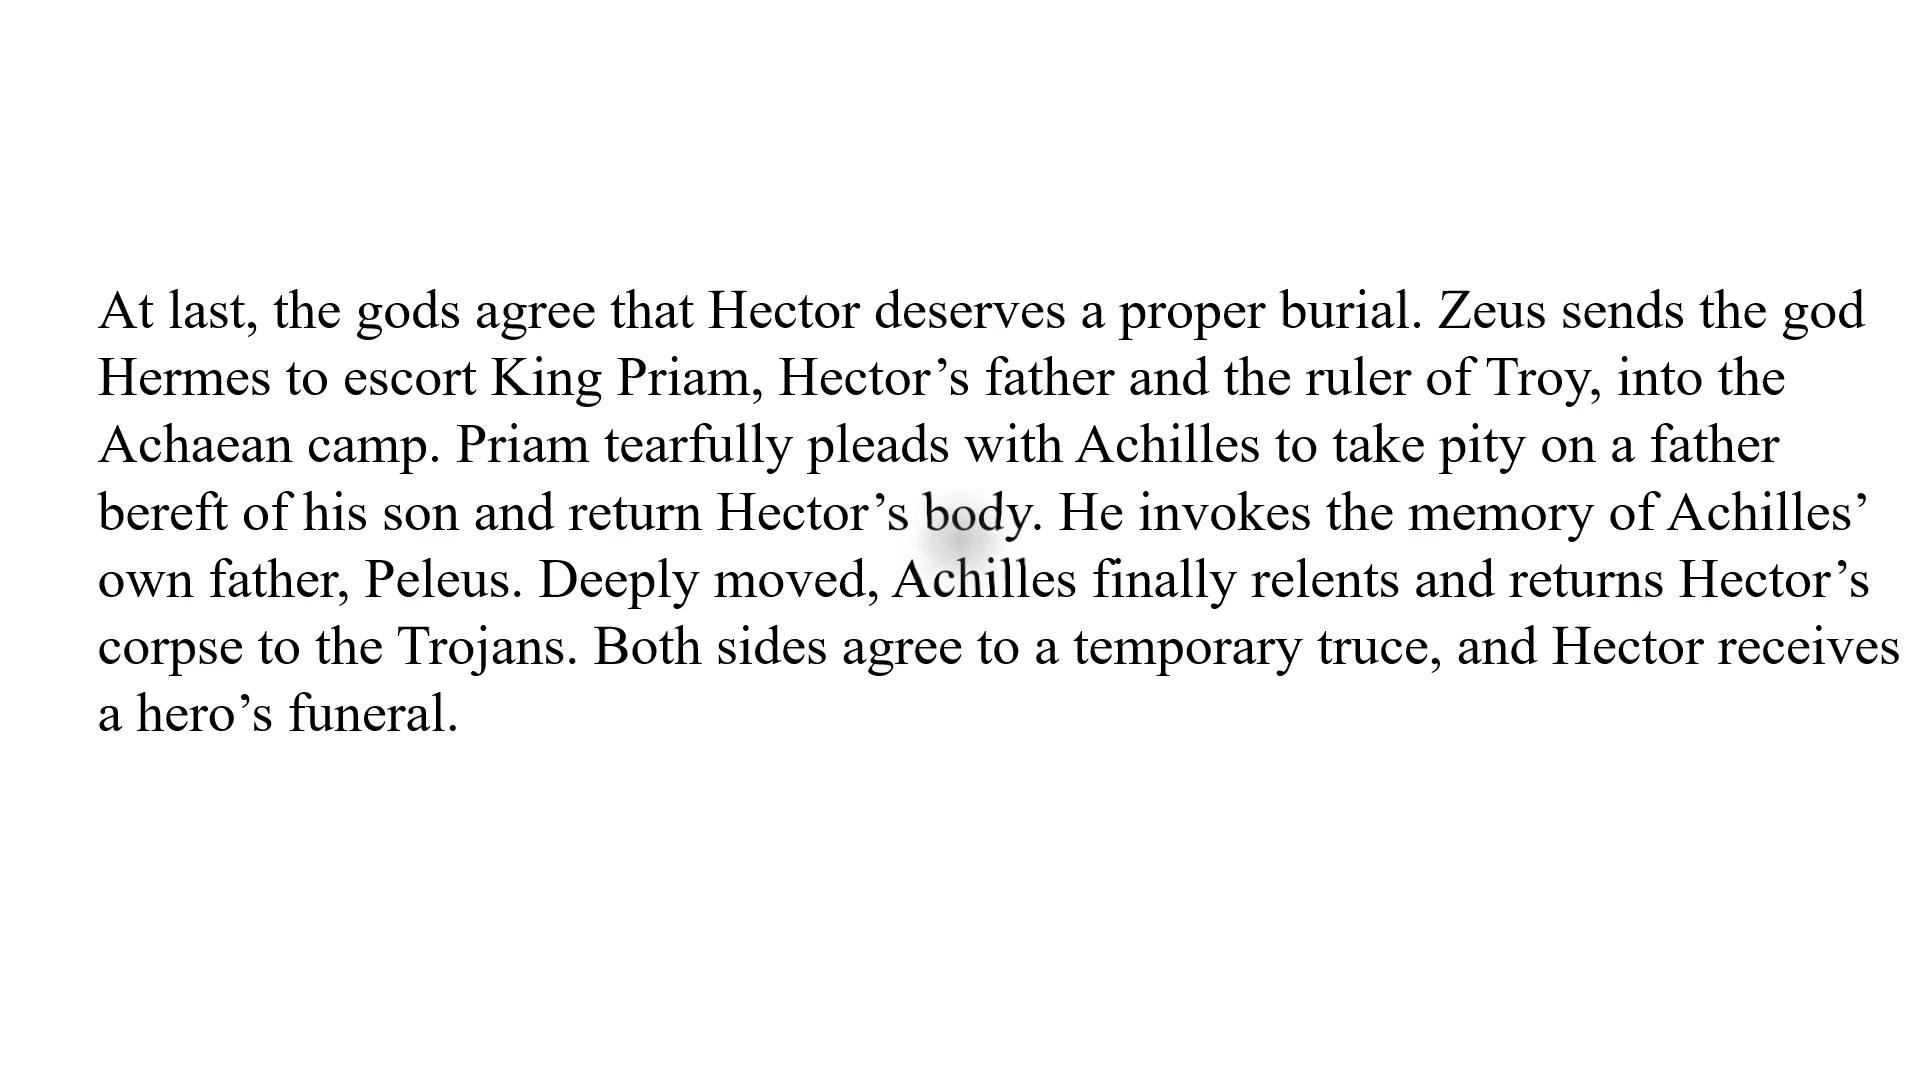 At last, the gods agree that Hector deserves a proper burial. Zeus sends the god
Hermes to escort King Priam, Hector’s father and the ruler of Troy, into the
Achaean camp. Priam tearfully pleads with Achilles to take pity on a father
bereft of his son and return Hector’s body. He invokes the memory of Achilles’
own father, Peleus. Deeply moved, Achilles finally relents and returns Hector’s
corpse to the Trojans. Both sides agree to a temporary truce, and Hector receives
a hero’s funeral.